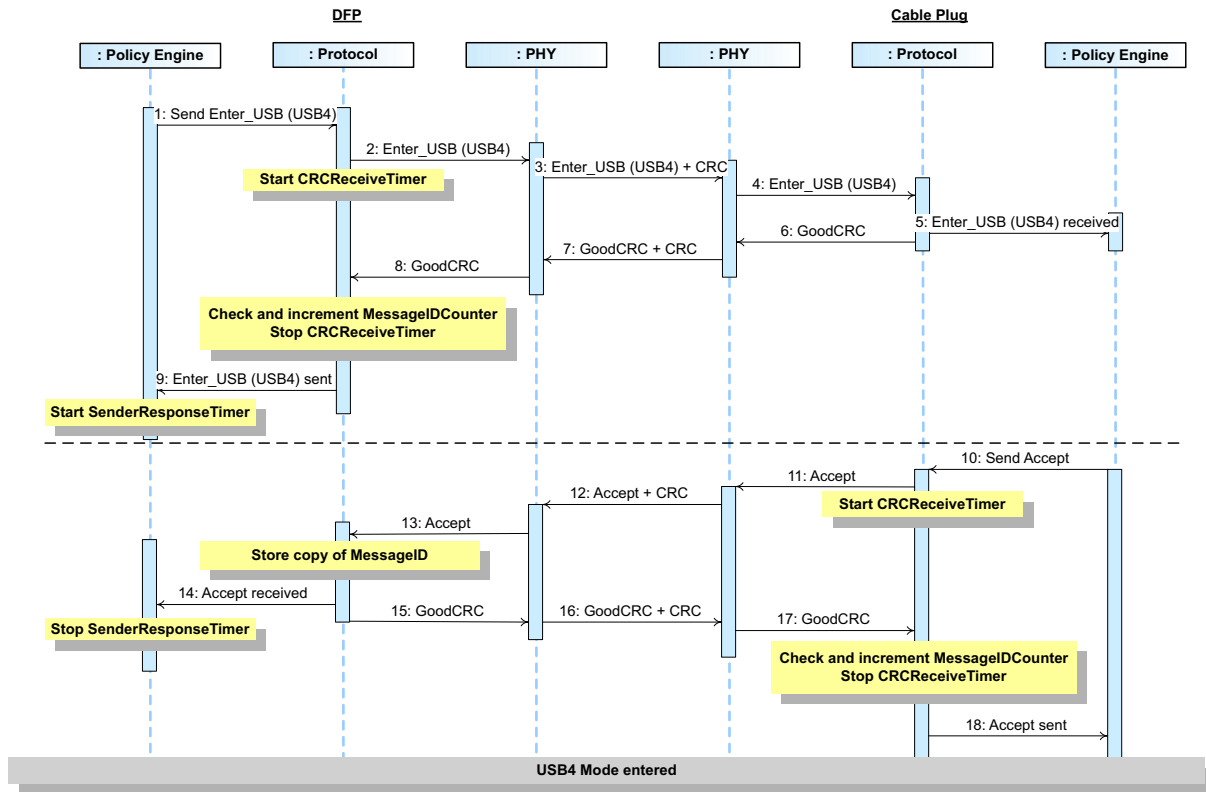 DFP
Cable Plug
: Policy Engine
: Protocol
: PHY
: PHY
: Protocol
: Policy Engine
1: Send Enter_USB (USB4)
2: Enter_USB (USB4)
3: Enter_USB (USB4) + CRC
Start CRCReceiveTimer
4: Enter_USB (USB4)
5: Enter_USB (USB4) received
6: GoodCRC
7: GoodCRC + CRC
8: GoodCRC
Check and increment MessageIDCounter
Stop CRCReceiveTimer
9: Enter_USB (USB4) sent
Start SenderResponseTimer
10: Send Accept
11: Accept
12: Accept + CRC
Start CRCReceiveTimer
13: Accept
Store copy of MessageID
14: Accept received
15: GoodCRC
16: GoodCRC + CRC
17: GoodCRC
Stop SenderResponseTimer
Check and increment MessageIDCounter
Stop CRCReceiveTimer
18: Accept sent
USB4 Mode entered